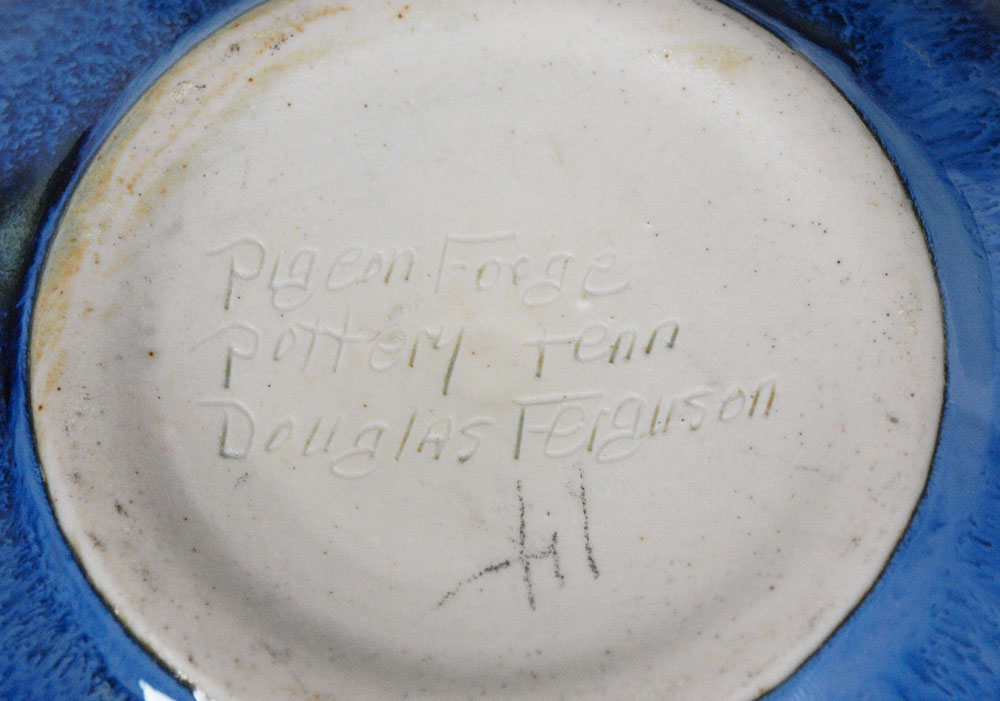 Pigeon Forge
Pottery Tenn
Douglas Ferguson